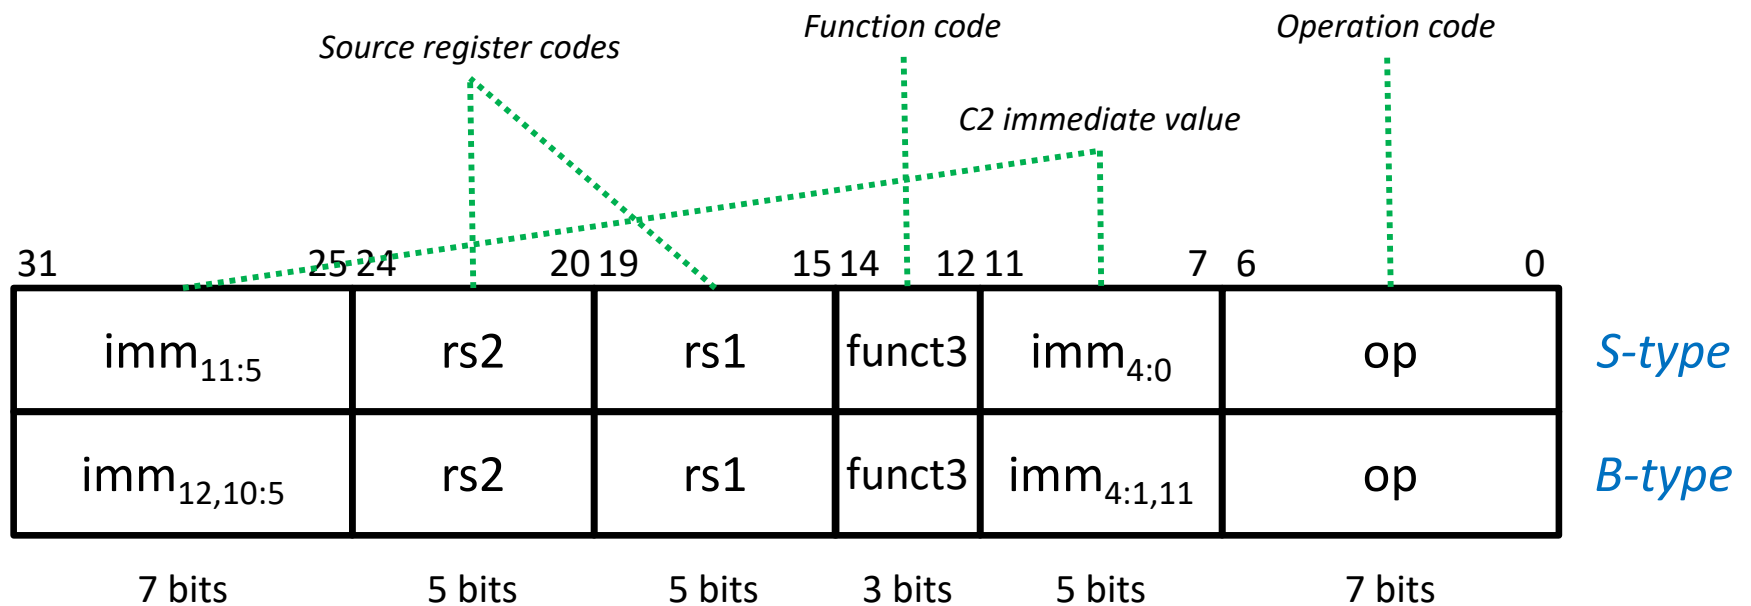 Function code
Operation code
Source register codes
C2 immediate value
31 25 24 20 19 15 14 12 11 7 6 0
imm11:5 rs2 rs1 funct3 imm4:0 op S-type
imm12,10:5 rs2 rs1 funct3 imm4:1,11 op B-type
7 bits 5 bits 5 bits 3 bits 5 bits 7 bits